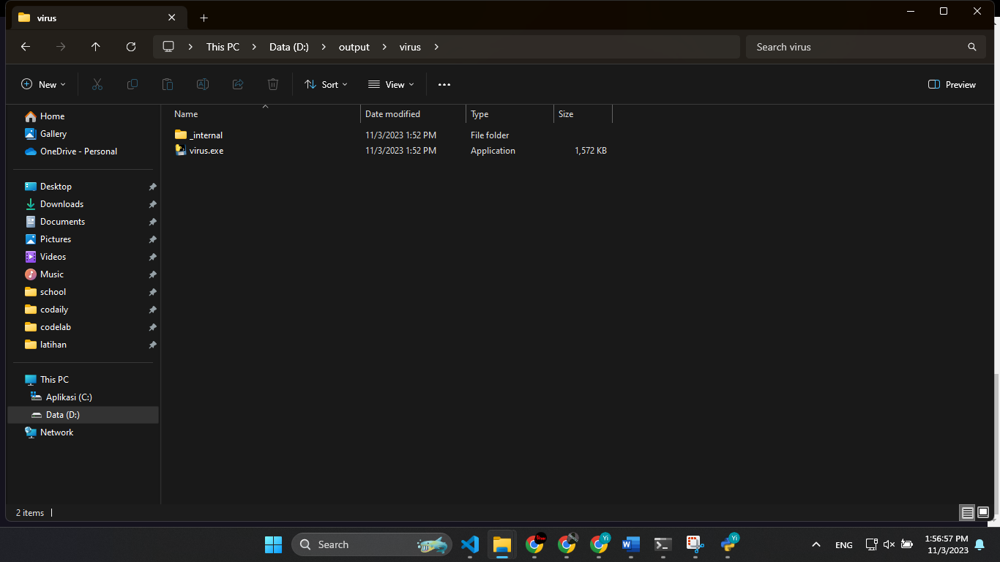 virus
This PC Data (D:) output virus
Search virus
New Sort View Preview
Name Date modified Type Size
_internal 11/3/2023 1:52 PM File folder
virus.exe 11/3/2023 1:52 PM Application 1,572 KB
Home
Gallery
OneDrive - Personal
Desktop
Downloads
Documents
Pictures
Videos
Music
school
codaily
codelab
latihan
This PC
Aplikasi (C:)
Data (D:)
Network
2 items
Search
Yi
Yi
ENG
1:56:57 PM
11/3/2023